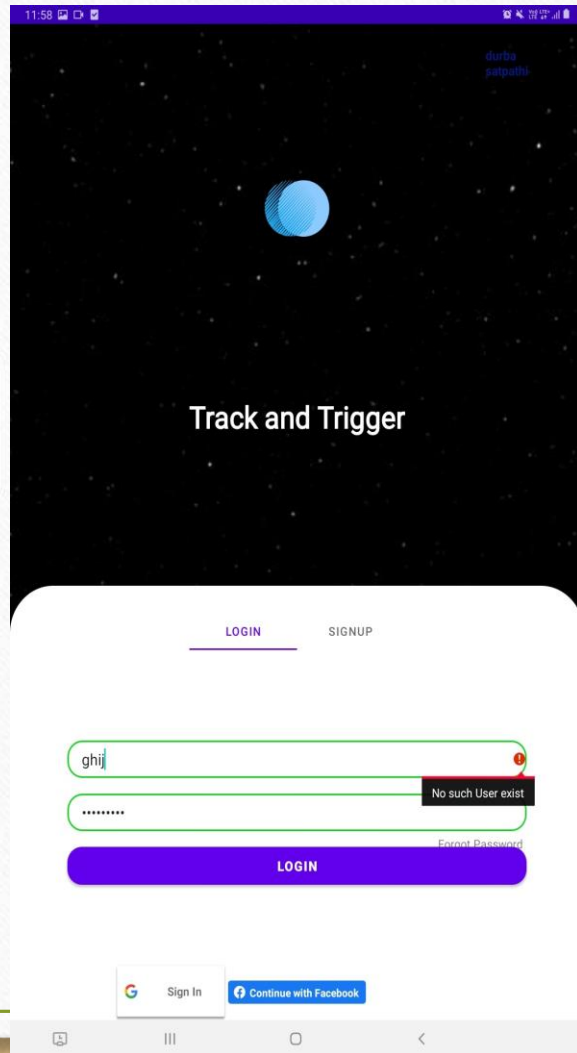 11:58
durba
satpathi
Track and Trigger
LOGIN SIGNUP
ghij
No such User exist
•••••••••
Forgot Password
LOGIN
G Sign In
Continue with Facebook